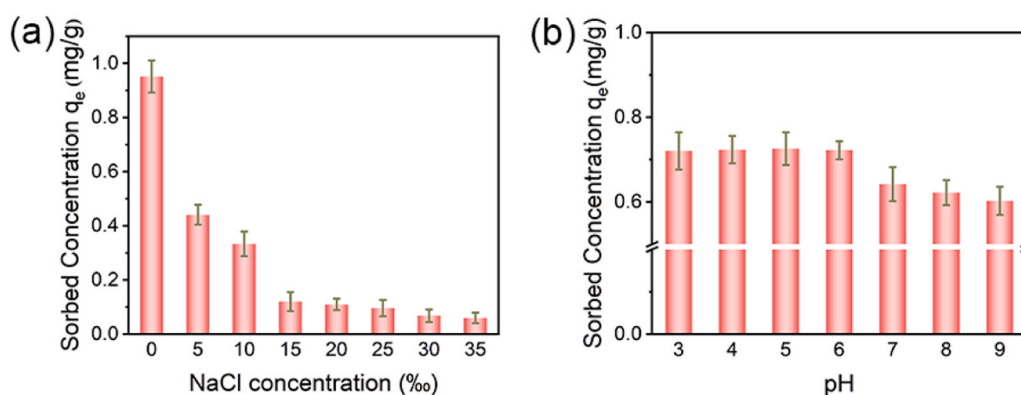 (a)
Sorbed Concentration qₑ (mg/g)
1.0
0.8
0.6
0.4
0.2
0.0
0 5 10 15 20 25 30 35
NaCl concentration (‰)
(b)
Sorbed Concentration qₑ(mg/g)
1.0
0.8
0.6
0.0
3 4 5 6 7 8 9
pH